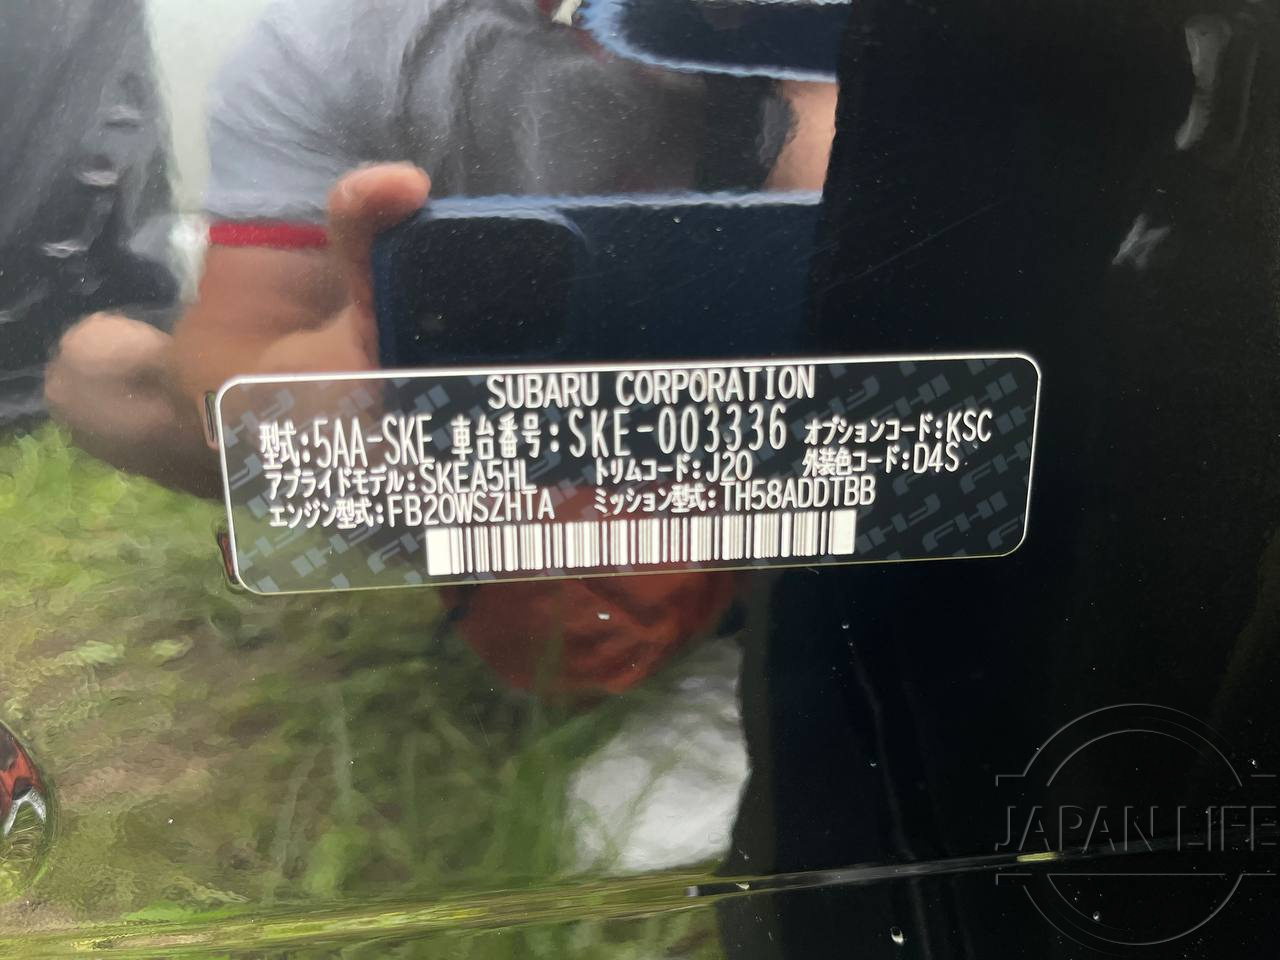 SUBARU CORPORATION
型式:5AA-SKE 車台番号:SKE-003336 オプションコード:KSC
アプライドモデル:SKEA5HL トリムコード:J20 外装色コード:D4S
エンジン型式:FB20WSZHTA ミッション型式:TH58ADDTBB
JAPAN LIFE